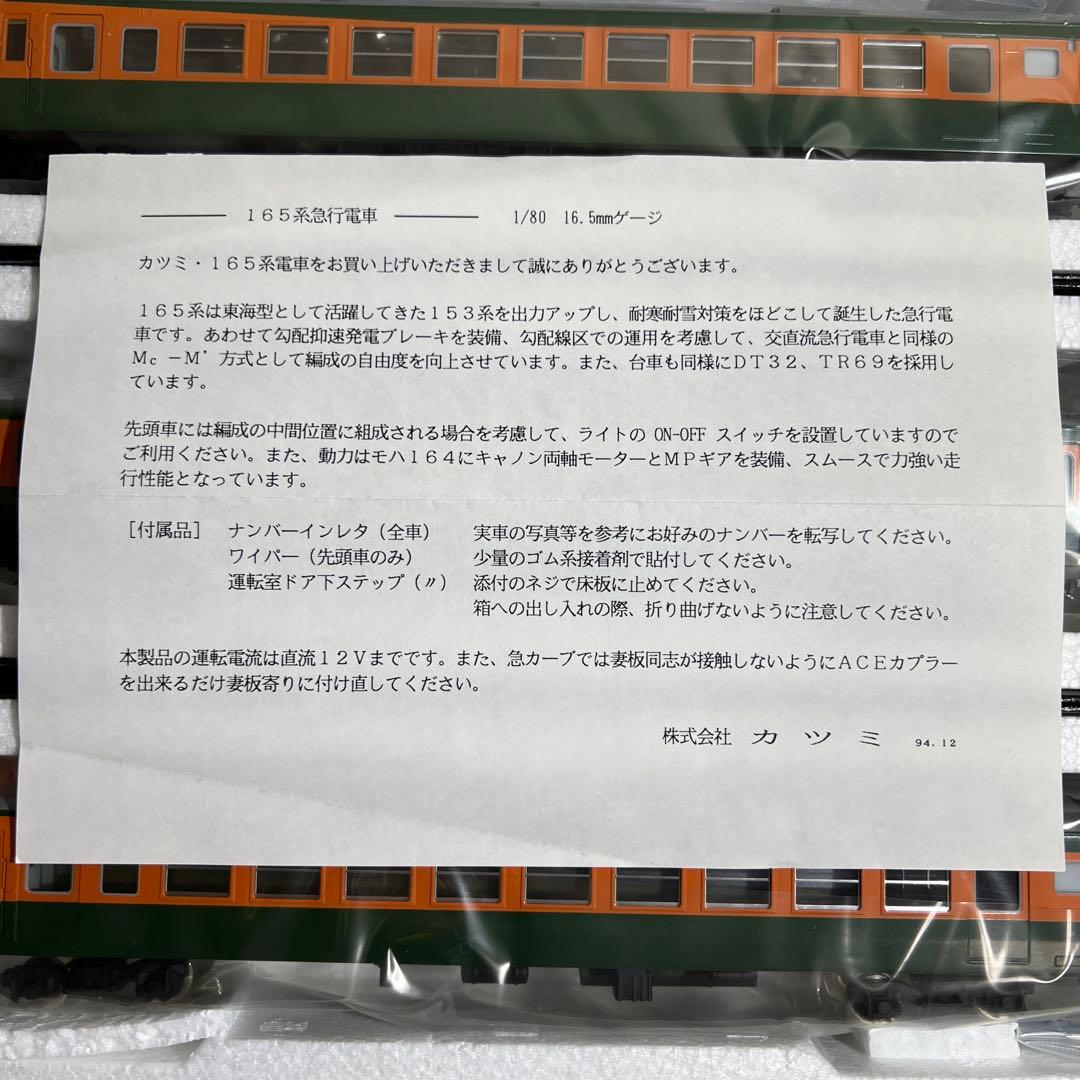 ──── １６５系急行電車 ──── 1/80 16.5mmゲージ
カツミ・１６５系電車をお買い上げいただきまして誠にありがとうございます。
１６５系は東海型として活躍してきた１５３系を出力アップし、耐寒耐雪対策をほどこして誕生した急行電
車です。あわせて勾配抑速発電ブレーキを装備、勾配線区での運用を考慮して、交直流急行電車と同様の
Ｍｃ－Ｍ’方式として編成の自由度を向上させています。また、台車も同様にＤＴ３２、ＴＲ６９を採用し
ています。
先頭車には編成の中間位置に組成される場合を考慮して、ライトの ON-OFF スイッチを設置していますので
ご利用ください。また、動力はモハ１６４にキャノン両軸モーターとＭＰギアを装備、スムースで力強い走
行性能となっています。
［付属品］ ナンバーインレタ（全車） 実車の写真等を参考にお好みのナンバーを転写してください。
ワイパー（先頭車のみ） 少量のゴム系接着剤で貼付してください。
運転室ドア下ステップ（〃） 添付のネジで床板に止めてください。
箱への出し入れの際、折り曲げないように注意してください。
本製品の運転電流は直流１２Ｖまでです。また、急カーブでは妻板同志が接触しないようにＡＣＥカプラー
を出来るだけ妻板寄りに付け直してください。
株式会社 カツミ 94.12